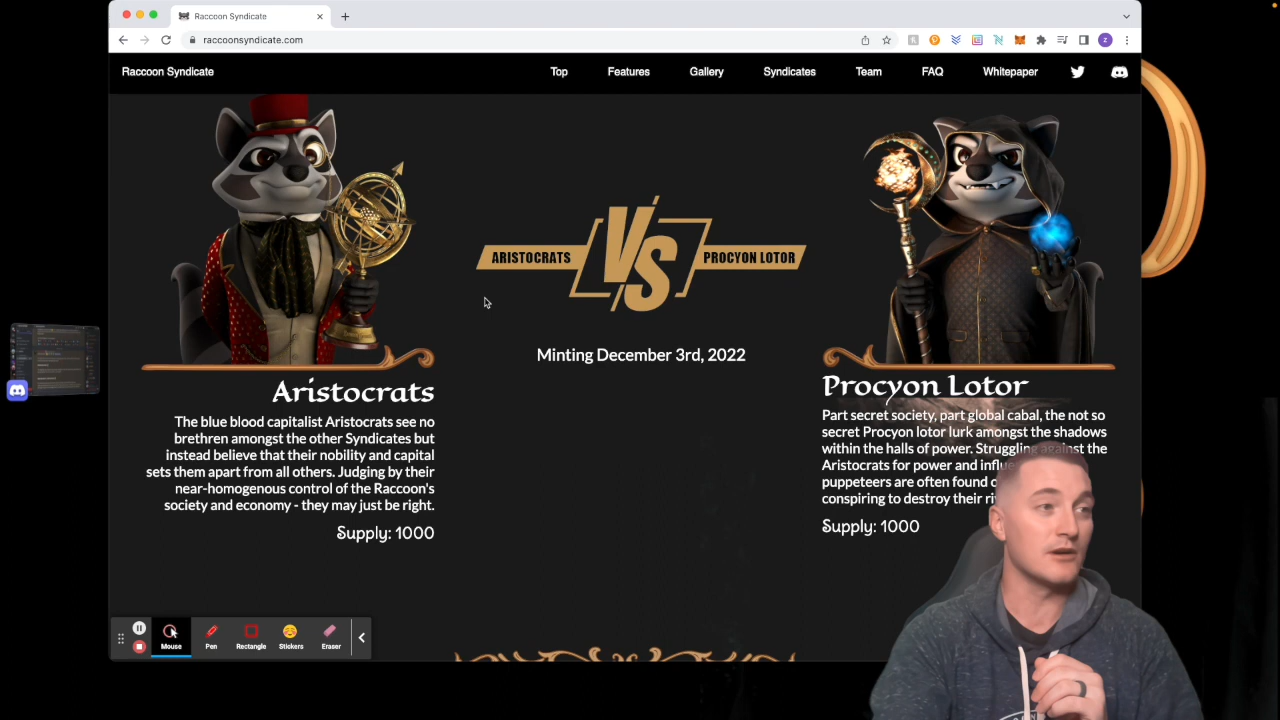 Raccoon Syndicate
raccoonsyndicate.com
Raccoon Syndicate
Top
Features
Gallery
Syndicates
Team
FAQ
Whitepaper
ARISTOCRATS
VS
PROCYON LOTOR
Minting December 3rd, 2022
Aristocrats
The blue blood capitalist Aristocrats see no
brethren amongst the other Syndicates but
instead believe that their nobility and capital
sets them apart from all others. Judging by their
near-homogenous control of the Raccoon's
society and economy - they may just be right.
Supply: 1000
Procyon Lotor
Part secret society, part global cabal, the not so
secret Procyon lotor lurk amongst the shadows
within the halls of power. Struggling against the
Aristocrats for power and
puppeteers are often found
conspiring to destroy their
Supply: 1000
Mouse
Pen
Rectangle
Stickers
Eraser